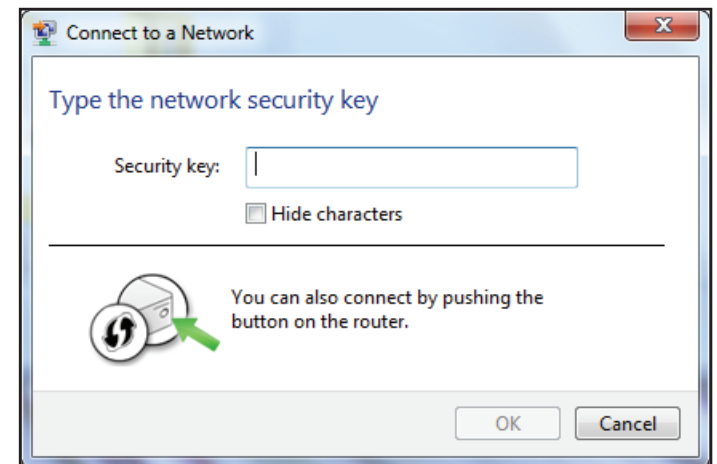 Connect to a Network
Type the network security key
Security key:
Hide characters
You can also connect by pushing the
button on the router.
OK
Cancel